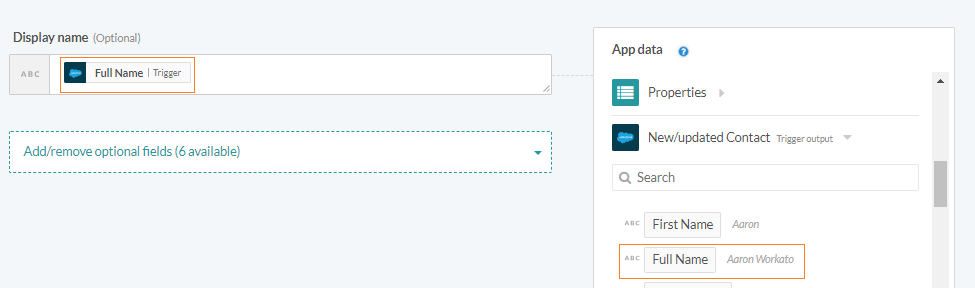 Display name (Optional)
ABC Full Name | Trigger
Add/remove optional fields (6 available)
App data ?
Properties
New/updated Contact Trigger output
Search
ABC First Name Aaron
ABC Full Name Aaron Workato